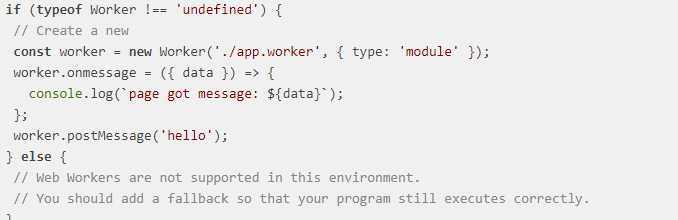 if (typeof Worker !== 'undefined') {
// Create a new
const worker = new Worker('./app.worker', { type: 'module' });
worker.onmessage = ({ data }) => {
console.log(`page got message: ${data}`);
};
worker.postMessage('hello');
} else {
// Web Workers are not supported in this environment.
// You should add a fallback so that your program still executes correctly.
}